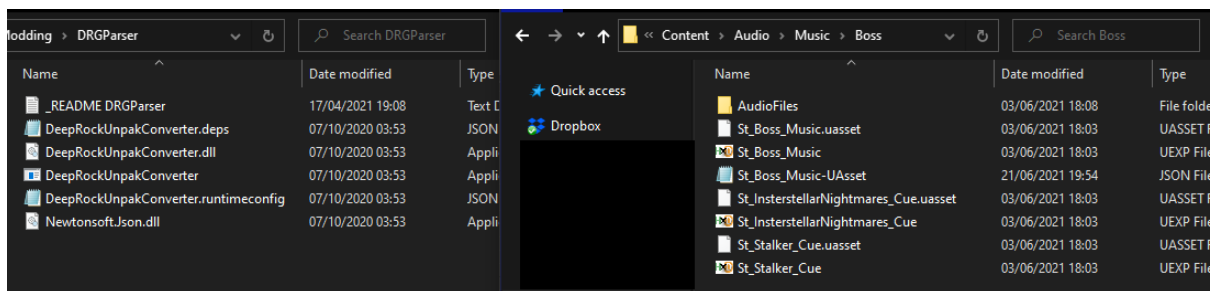 lodding > DRGParser Search DRGParser
Name Date modified Type
_README DRGParser 17/04/2021 19:08 Text D
DeepRockUnpakConverter.deps 07/10/2020 03:53 JSON
DeepRockUnpakConverter.dll 07/10/2020 03:53 Appli
DeepRockUnpakConverter 07/10/2020 03:53 Appli
DeepRockUnpakConverter.runtimeconfig 07/10/2020 03:53 JSON
Newtonsoft.Json.dll 07/10/2020 03:53 Appli
« Content > Audio > Music > Boss Search Boss
Quick access
Dropbox
Name Date modified Type
AudioFiles 03/06/2021 18:08 File folde
St_Boss_Music.uasset 03/06/2021 18:03 UASSET F
St_Boss_Music 03/06/2021 18:03 UEXP File
St_Boss_Music-UAsset 21/06/2021 19:54 JSON File
St_InsterstellarNightmares_Cue.uasset 03/06/2021 18:03 UASSET F
St_InsterstellarNightmares_Cue 03/06/2021 18:03 UEXP File
St_Stalker_Cue.uasset 03/06/2021 18:03 UASSET F
St_Stalker_Cue 03/06/2021 18:03 UEXP File